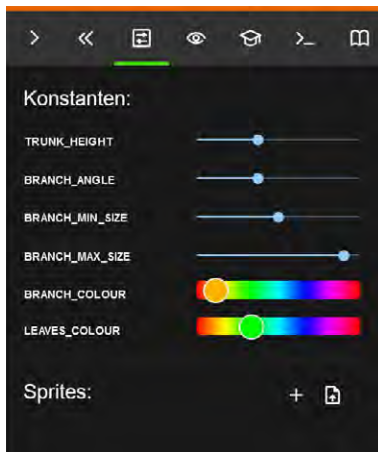 Konstanten:
TRUNK_HEIGHT
BRANCH_ANGLE
BRANCH_MIN_SIZE
BRANCH_MAX_SIZE
BRANCH_COLOUR
LEAVES_COLOUR
Sprites: